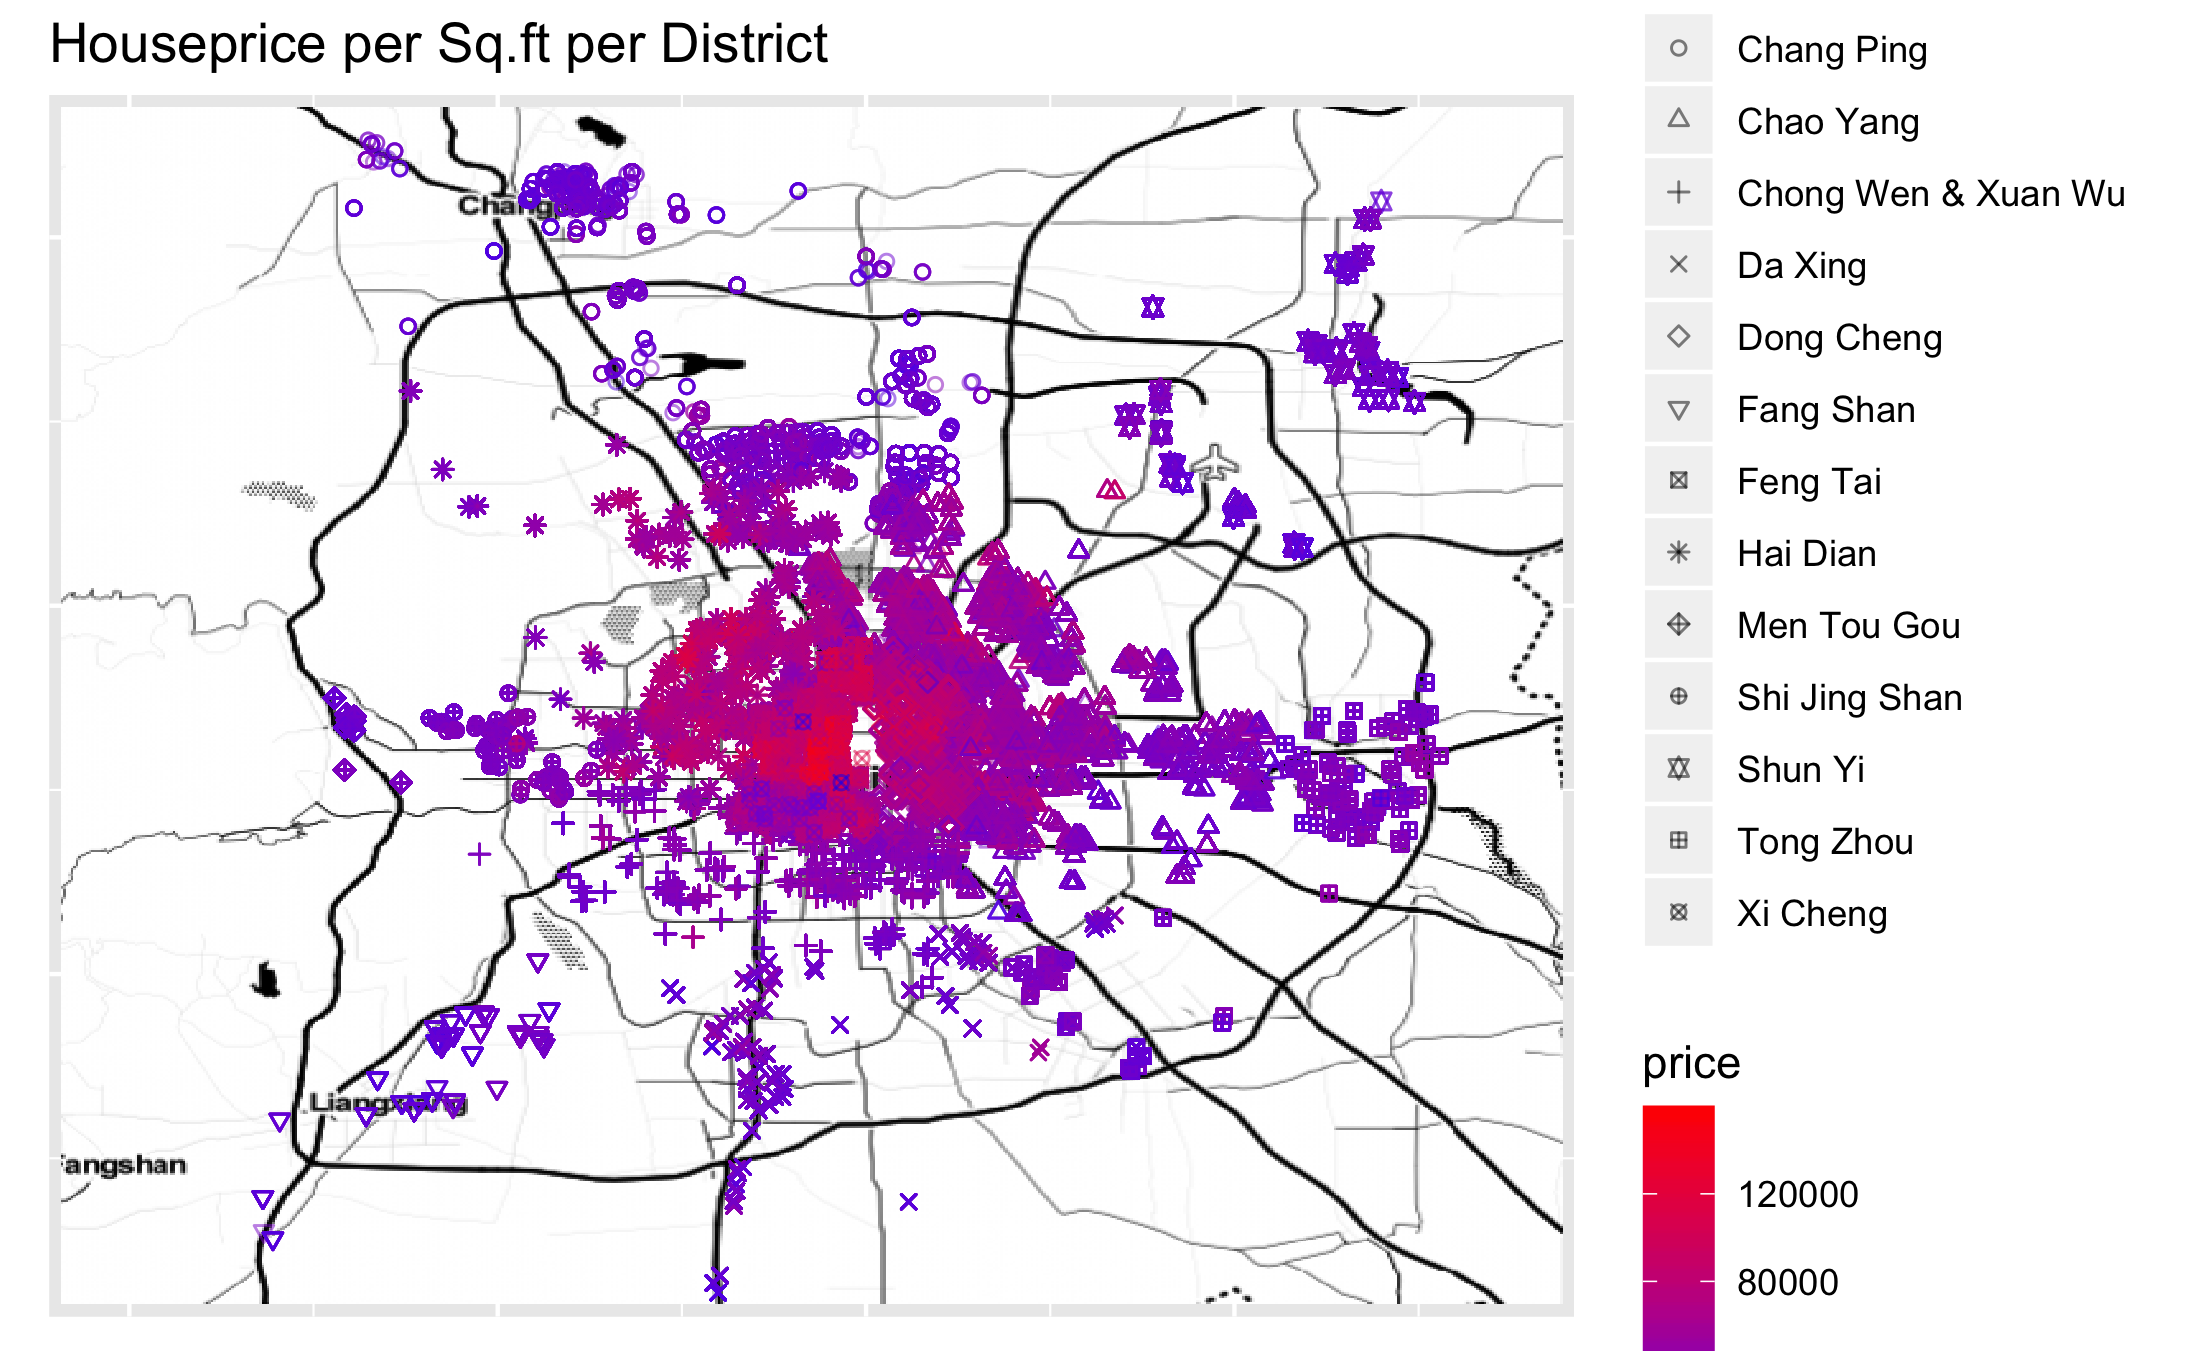 Houseprice per Sq.ft per District
Liangxiang
angshan
Chang Ping
Chao Yang
Chong Wen & Xuan Wu
Da Xing
Dong Cheng
Fang Shan
Feng Tai
Hai Dian
Men Tou Gou
Shi Jing Shan
Shun Yi
Tong Zhou
Xi Cheng
price
120000
80000